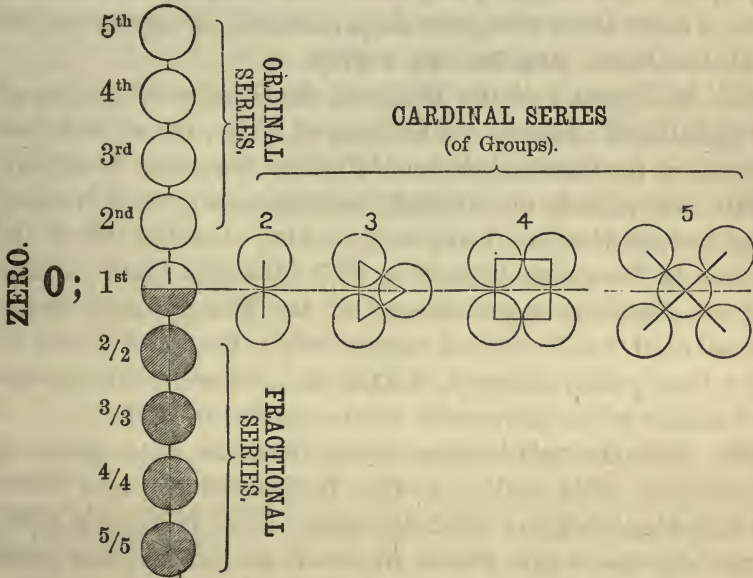 5th
4th
3rd
2nd
ORDINAL
SERIES.
CARDINAL SERIES
(of Groups).
2
3
4
5
ZERO.
0; 1st
2/2
3/3
4/4
5/5
FRACTIONAL
SERIES.